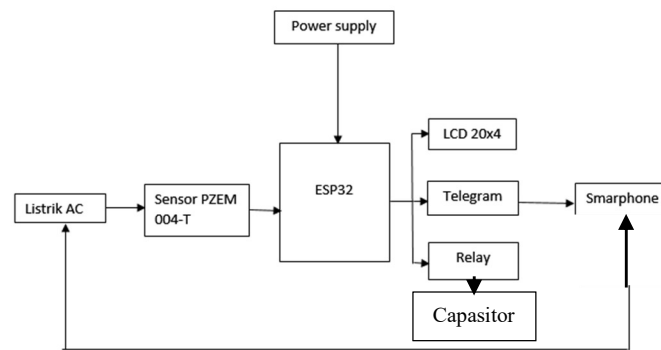 Power supply
LCD 20x4
ESP32
Sensor PZEM
004-T
Listrik AC
Telegram
Smarphone
Relay
Capasitor